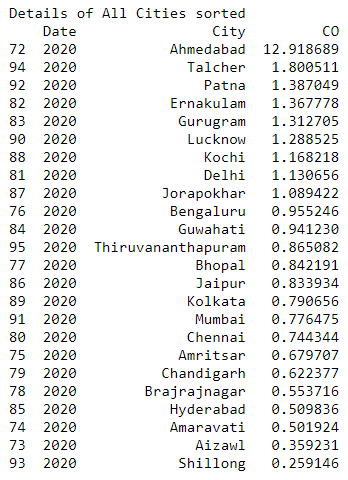 Details of All Cities sorted
Date City CO
72 2020 Ahmedabad 12.918689
94 2020 Talcher 1.800511
92 2020 Patna 1.387049
82 2020 Ernakulam 1.367778
83 2020 Gurugram 1.312705
90 2020 Lucknow 1.288525
88 2020 Kochi 1.168218
81 2020 Delhi 1.130656
87 2020 Jorapokhar 1.089422
76 2020 Bengaluru 0.955246
84 2020 Guwahati 0.941230
95 2020 Thiruvananthapuram 0.865082
77 2020 Bhopal 0.842191
86 2020 Jaipur 0.833934
89 2020 Kolkata 0.790656
91 2020 Mumbai 0.776475
80 2020 Chennai 0.744344
75 2020 Amritsar 0.679707
79 2020 Chandigarh 0.622377
78 2020 Brajrajnagar 0.553716
85 2020 Hyderabad 0.509836
74 2020 Amaravati 0.501924
73 2020 Aizawl 0.359231
93 2020 Shillong 0.259146